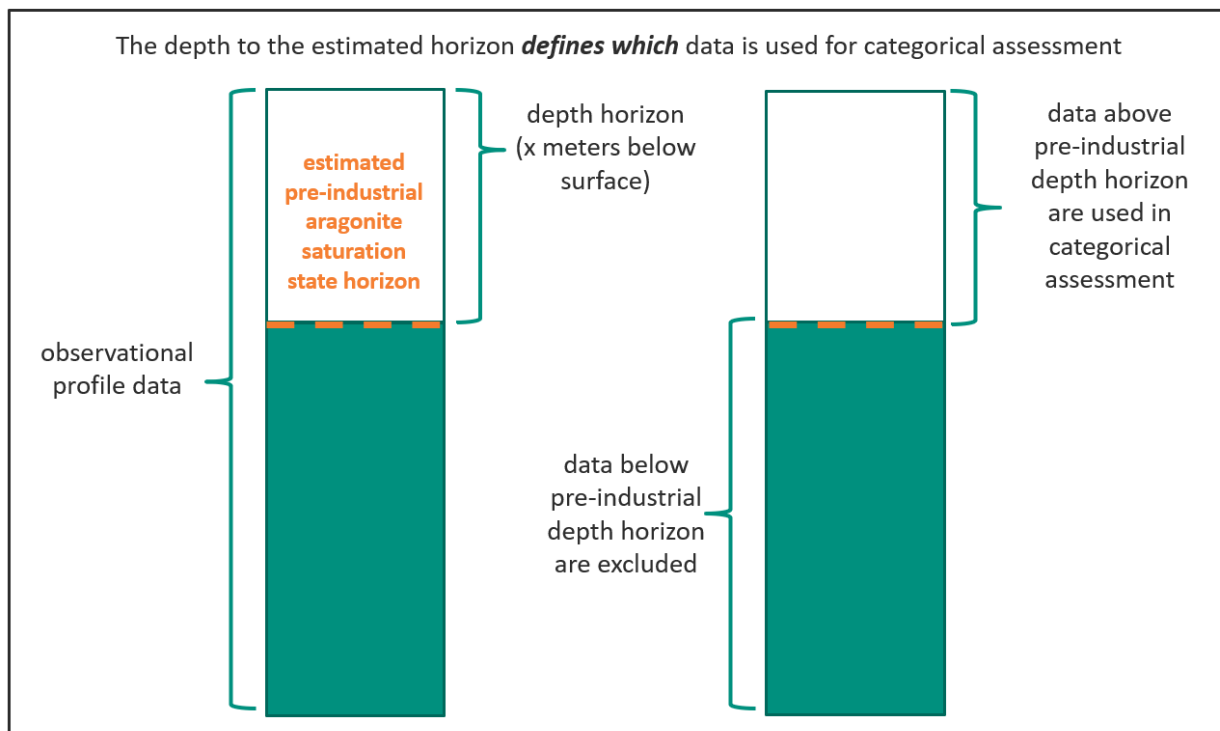 The depth to the estimated horizon defines which data is used for categorical assessment
estimated
pre-industrial
aragonite
saturation
state horizon
depth horizon
(x meters below
surface)
observational
profile data
data above
pre-industrial
depth horizon
are used in
categorical
assessment
data below
pre-industrial
depth horizon
are excluded